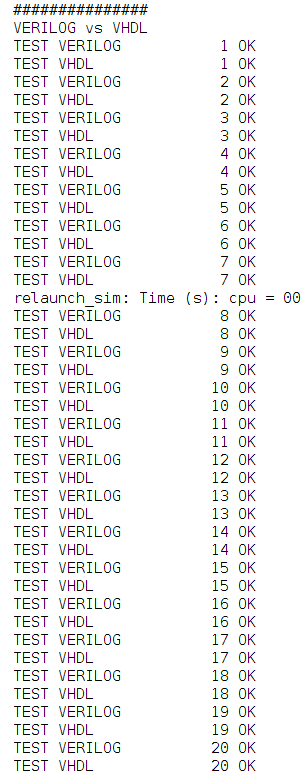 ###############
VERILOG vs VHDL
TEST VERILOG           1 OK
TEST VHDL              1 OK
TEST VERILOG           2 OK
TEST VHDL              2 OK
TEST VERILOG           3 OK
TEST VHDL              3 OK
TEST VERILOG           4 OK
TEST VHDL              4 OK
TEST VERILOG           5 OK
TEST VHDL              5 OK
TEST VERILOG           6 OK
TEST VHDL              6 OK
TEST VERILOG           7 OK
TEST VHDL              7 OK
relaunch_sim: Time (s): cpu = 00
TEST VERILOG           8 OK
TEST VHDL              8 OK
TEST VERILOG           9 OK
TEST VHDL              9 OK
TEST VERILOG          10 OK
TEST VHDL             10 OK
TEST VERILOG          11 OK
TEST VHDL             11 OK
TEST VERILOG          12 OK
TEST VHDL             12 OK
TEST VERILOG          13 OK
TEST VHDL             13 OK
TEST VERILOG          14 OK
TEST VHDL             14 OK
TEST VERILOG          15 OK
TEST VHDL             15 OK
TEST VERILOG          16 OK
TEST VHDL             16 OK
TEST VERILOG          17 OK
TEST VHDL             17 OK
TEST VERILOG          18 OK
TEST VHDL             18 OK
TEST VERILOG          19 OK
TEST VHDL             19 OK
TEST VERILOG          20 OK
TEST VHDL             20 OK